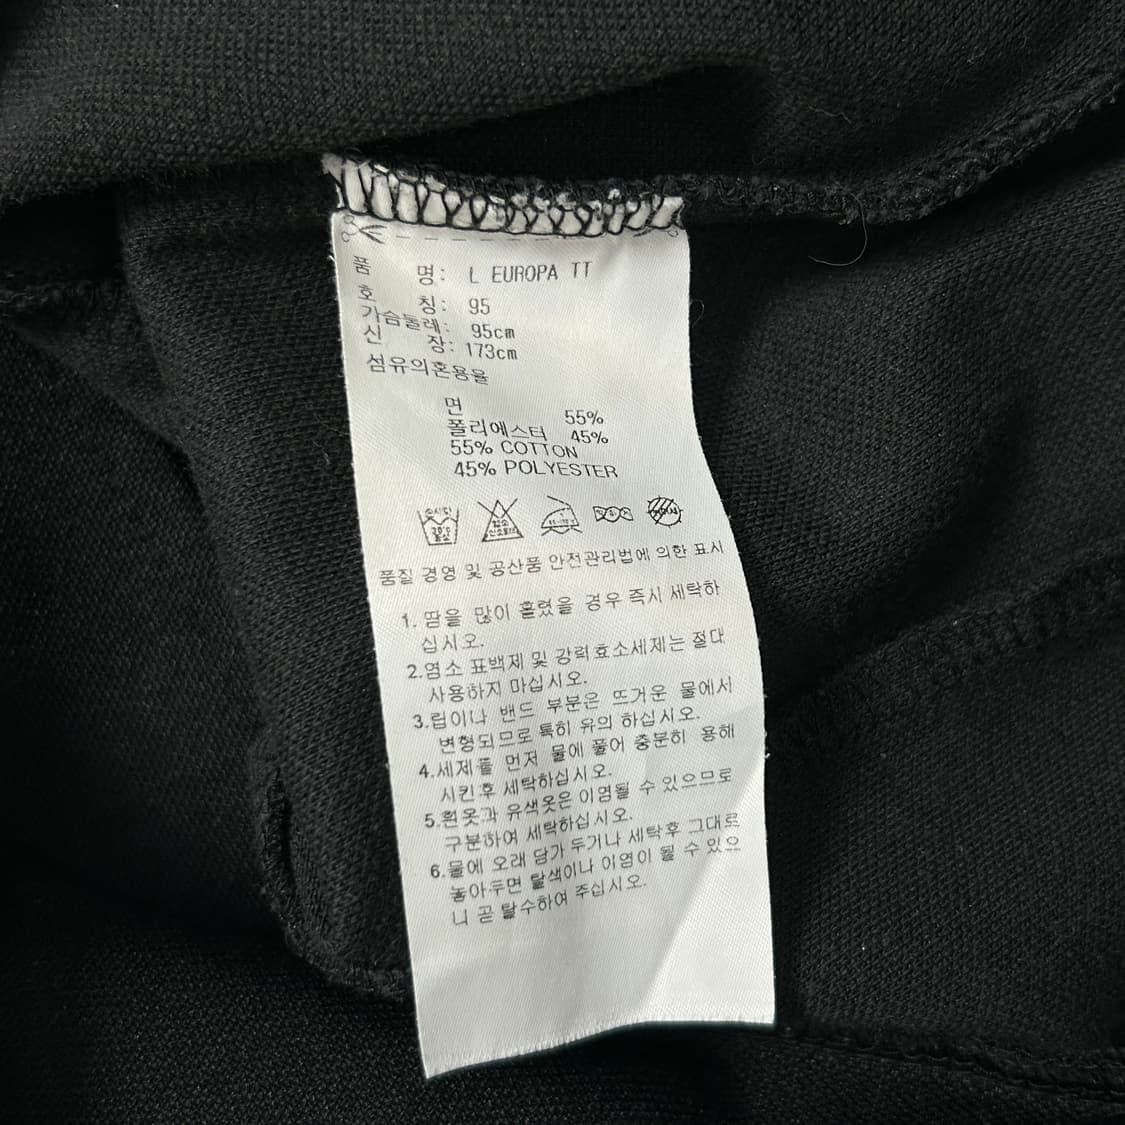 품 명: L EUROPA TT
호 칭: 95
가슴둘레: 95cm
신 장: 173cm
섬유의혼용율
면 55%
폴리에스터 45%
55% COTTON
45% POLYESTER
품질 경영 및 공산품 안전관리법에 의한 표시
1. 땀을 많이 흘렸을 경우 즉시 세탁하
십시오.
2.염소 표백제 및 강력효소세제는 절대
사용하지 마십시오.
3.립이나 밴드 부분은 뜨거운 물에서
변형되므로 특히 유의 하십시오.
4.세제를 먼저 물에 풀어 충분히 용해
시킨후 세탁하십시오.
5.흰옷과 유색옷은 이염될 수 있으므로
구분하여 세탁하십시오.
6.물에 오래 담가 두거나 세탁후 그대로
놓아두면 탈색이나 이염이 될 수 있으
니 곧 탈수하여 주십시오.